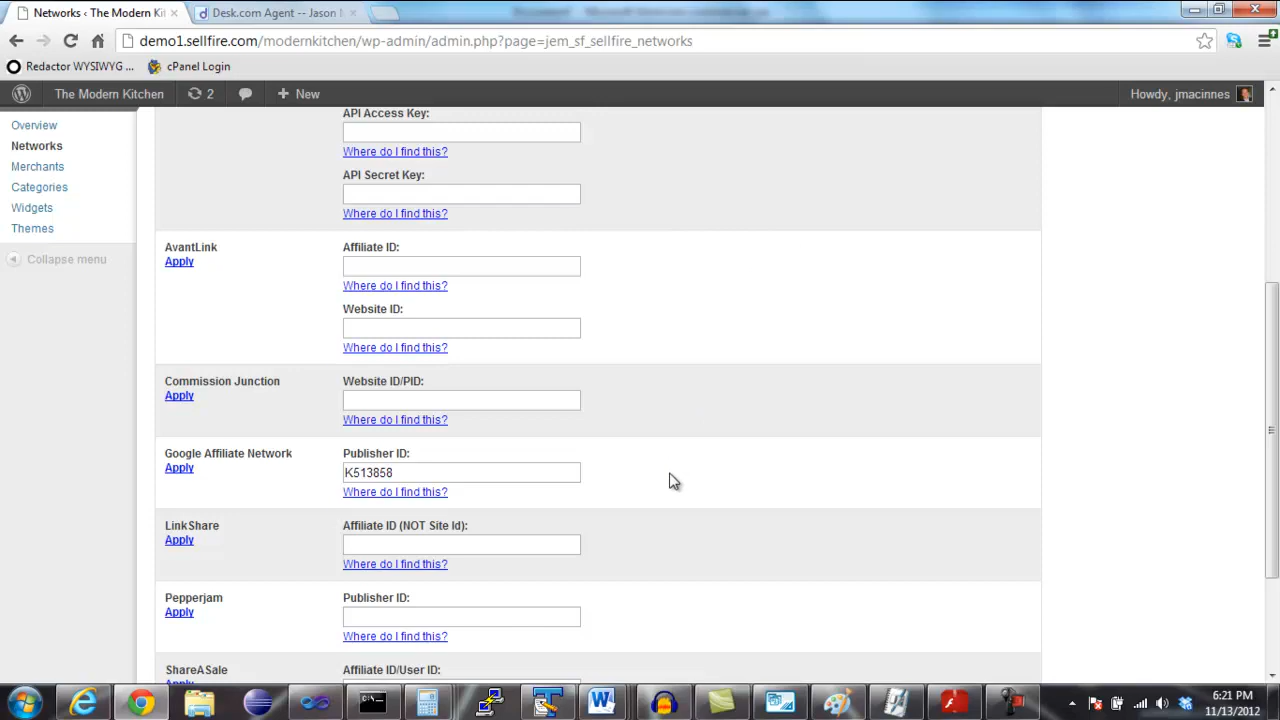 Networks ‹ The Modern Kit
Desk.com Agent -- Jason
demo1.sellfire.com/modernkitchen/wp-admin/admin.php?page=jem_sf_sellfire_networks
Redactor WYSIWYG ...
cPanel Login
The Modern Kitchen
2
New
Howdy, jmacinnes
Overview
Networks
Merchants
Categories
Widgets
Themes
Collapse menu
API Access Key:
Where do I find this?
API Secret Key:
Where do I find this?
AvantLink
Apply
Affiliate ID:
Where do I find this?
Website ID:
Where do I find this?
Commission Junction
Apply
Website ID/PID:
Where do I find this?
Google Affiliate Network
Apply
Publisher ID:
K513858
Where do I find this?
LinkShare
Apply
Affiliate ID (NOT Site Id):
Where do I find this?
Pepperjam
Apply
Publisher ID:
Where do I find this?
ShareASale
Affiliate ID/User ID:
6:21 PM
11/13/2012